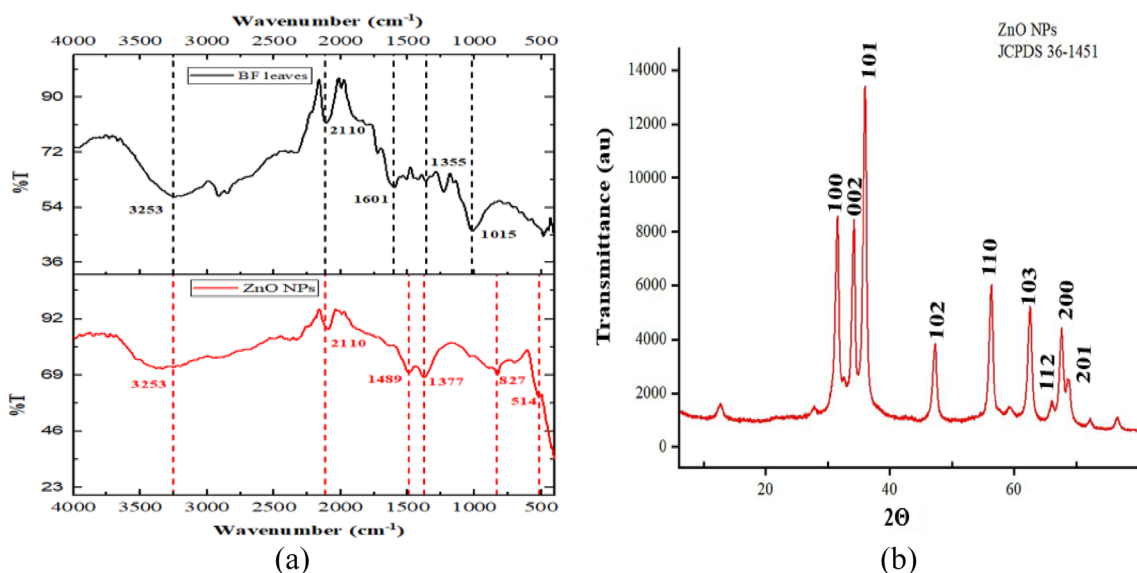 Wavenumber (cm⁻¹)
4000 3500 3000 2500 2000 1500 1000 500
BF leaves
90
72
54
36
%T
3253
2110
1601
1355
1015
ZnO NPs
92
69
46
23
%T
3253
2110
1489
1377
827
514
4000 3500 3000 2500 2000 1500 1000 500
Wavenumber (cm⁻¹)
(a)
ZnO NPs
JCPDS 36-1451
Transmittance (au)
14000
12000
10000
8000
6000
4000
2000
0
100
002
101
102
110
103
112
200
201
20 40 60
2Θ
(b)